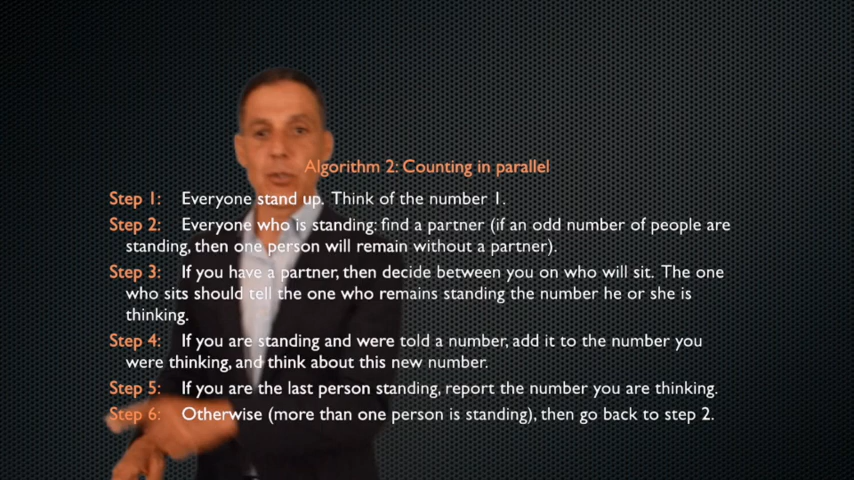 Algorithm 2: Counting in parallel
Step 1: Everyone stand up. Think of the number 1.
Step 2: Everyone who is standing: find a partner (if an odd number of people are
standing, then one person will remain without a partner).
Step 3: If you have a partner, then decide between you on who will sit. The one
who sits should tell the one who remains standing the number he or she is
thinking.
Step 4: If you are standing and were told a number, add it to the number you
were thinking, and think about this new number.
Step 5: If you are the last person standing, report the number you are thinking.
Step 6: Otherwise (more than one person is standing), then go back to step 2.